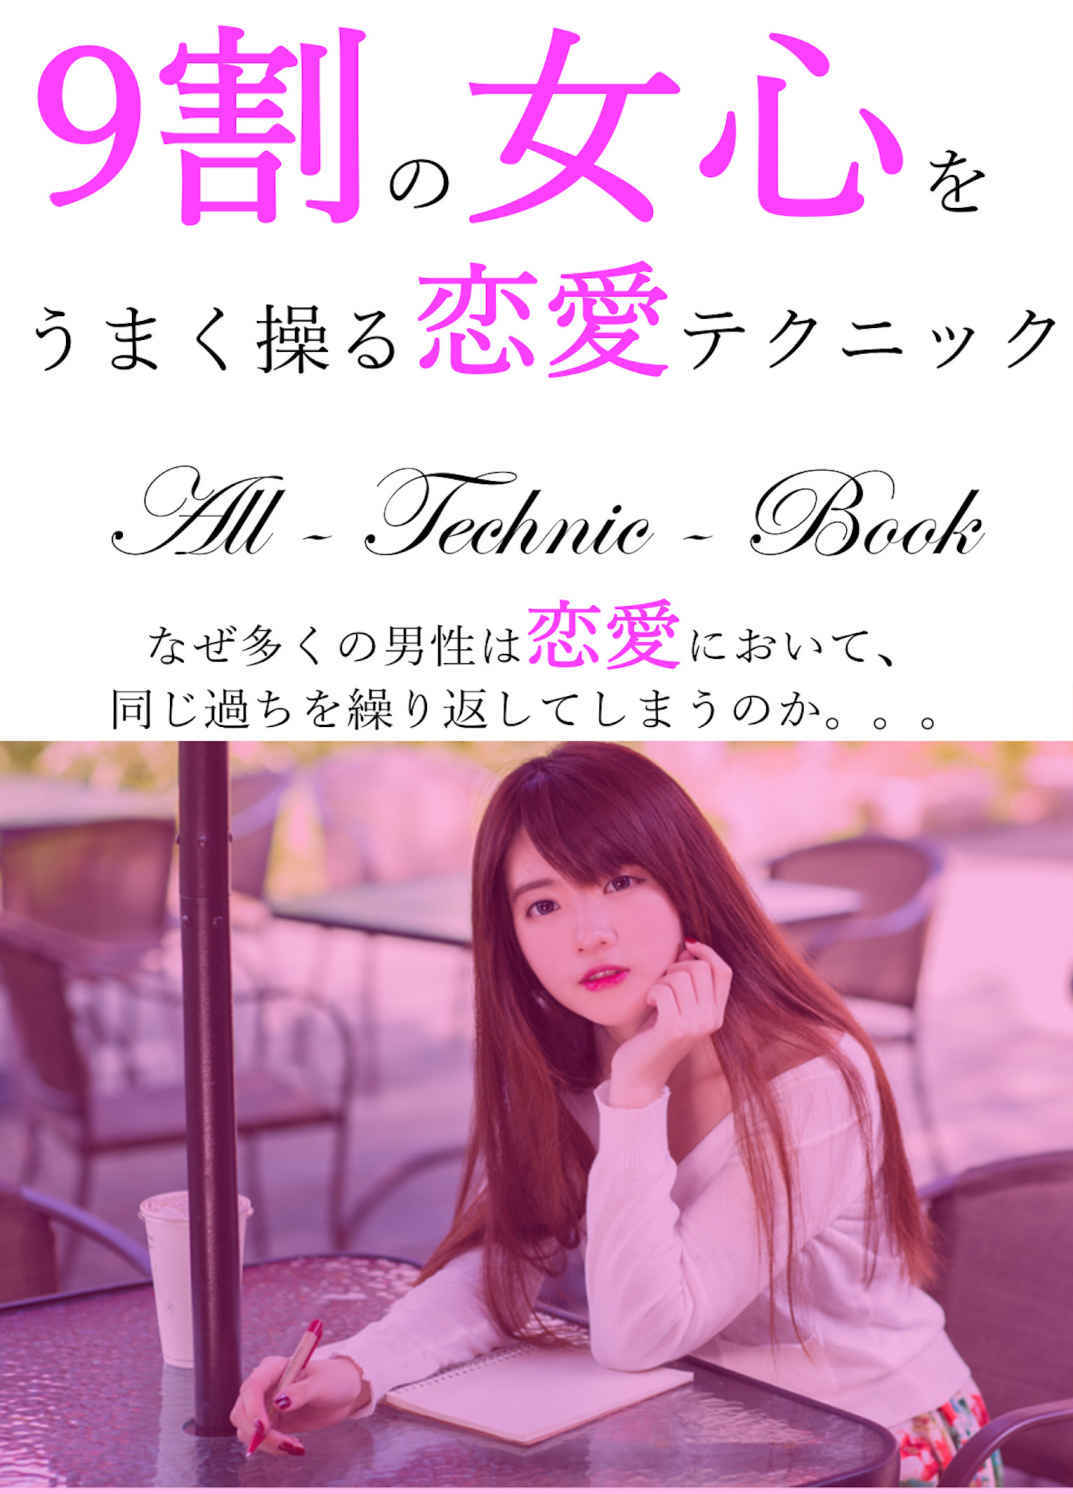 9割の女心を
うまく操る恋愛テクニック
All - Technic - Book
なぜ多くの男性は恋愛において、
同じ過ちを繰り返してしまうのか。。。